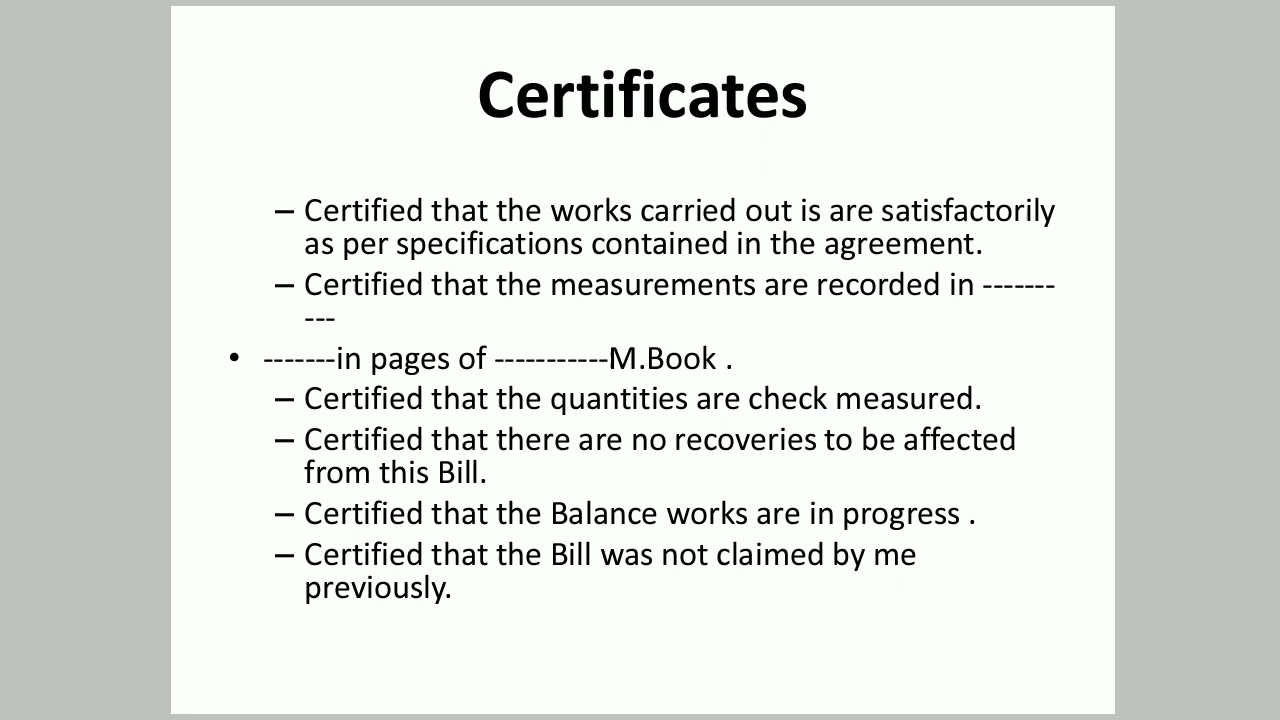 Certificates
– Certified that the works carried out is are satisfactorily
as per specifications contained in the agreement.
– Certified that the measurements are recorded in -------
---
• -------in pages of -----------M.Book .
– Certified that the quantities are check measured.
– Certified that there are no recoveries to be affected
from this Bill.
– Certified that the Balance works are in progress .
– Certified that the Bill was not claimed by me
previously.